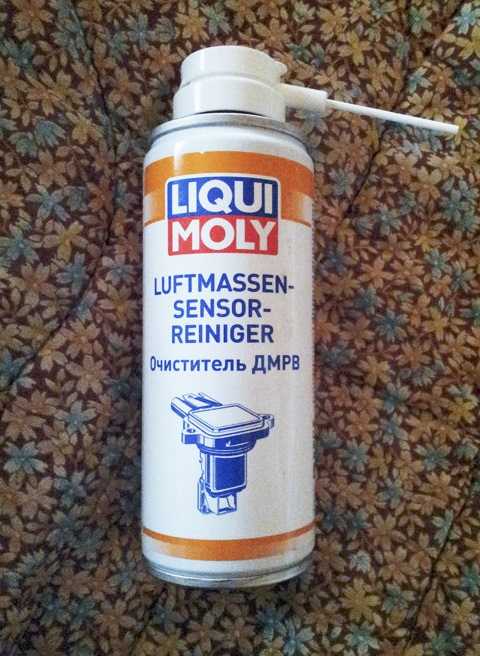 LIQUI
MOLY
LUFTMASSEN-
SENSOR-
REINIGER
Очиститель ДМРВ